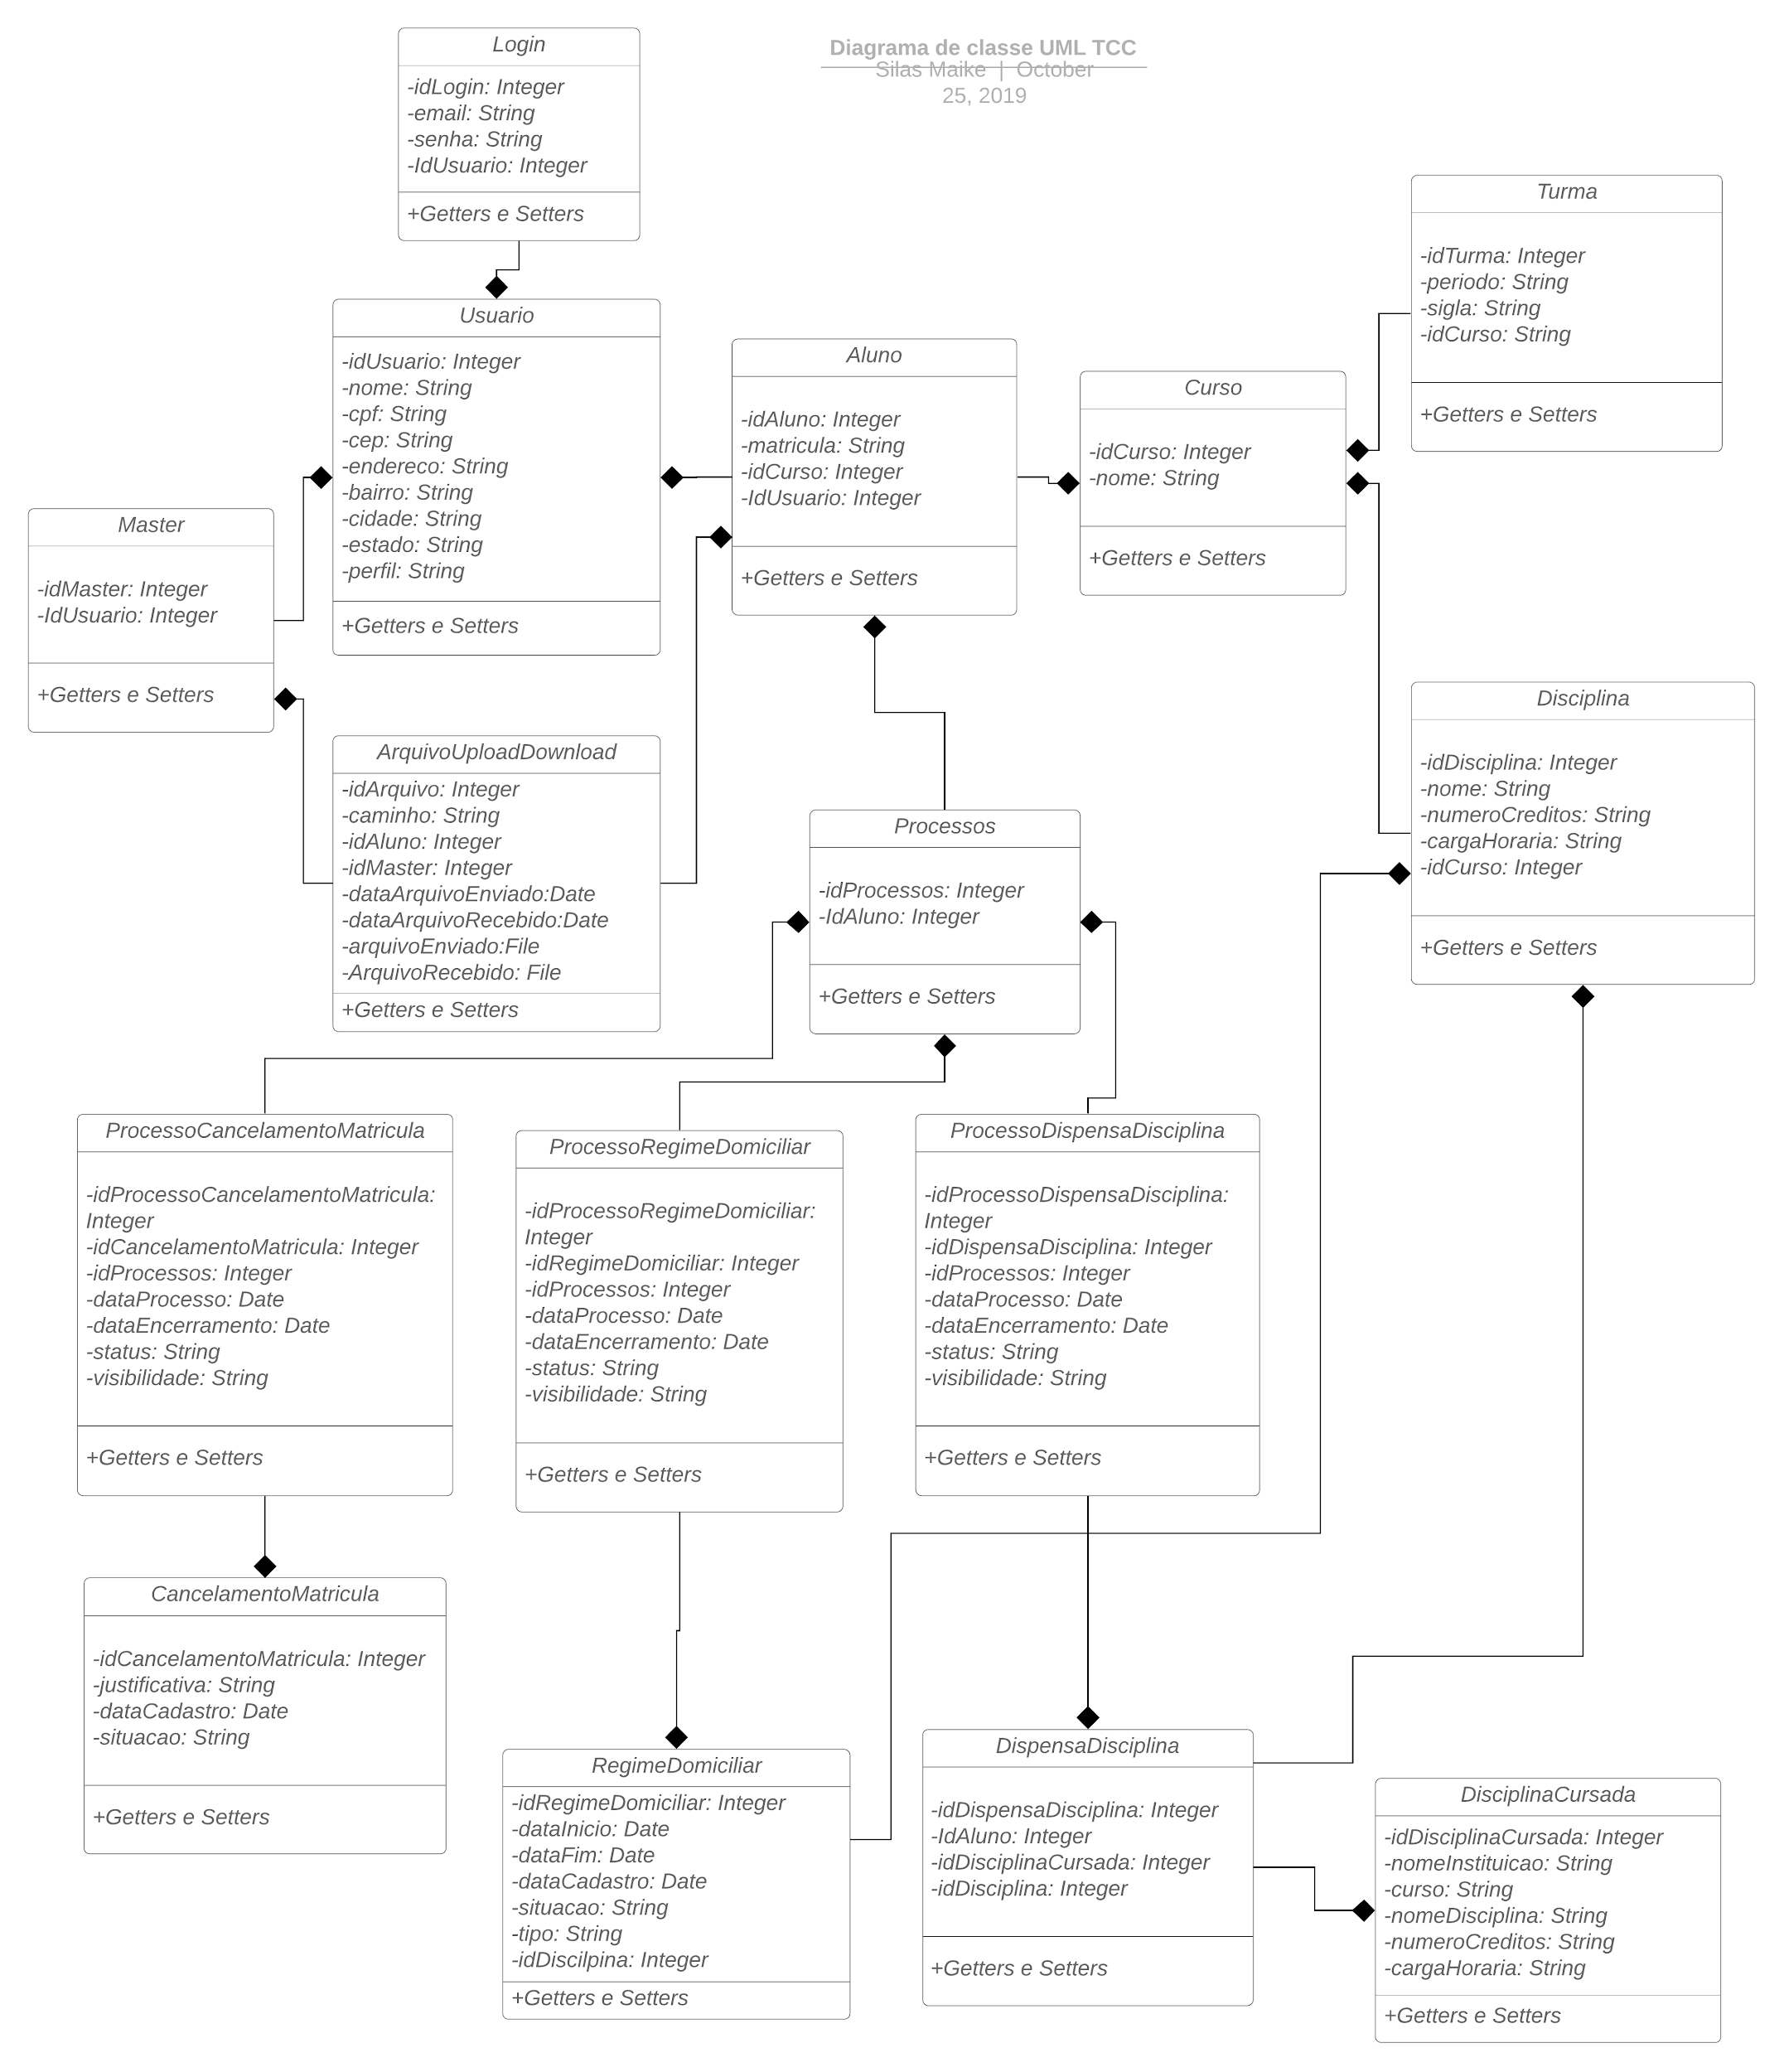 Diagrama de classe UML TCC
Silas Maike | October
25, 2019
Login
-idLogin: Integer
-email: String
-senha: String
-IdUsuario: Integer
+Getters e Setters
Turma
-idTurma: Integer
-periodo: String
-sigla: String
-idCurso: String
+Getters e Setters
Usuario
-idUsuario: Integer
-nome: String
-cpf: String
-cep: String
-endereco: String
-bairro: String
-cidade: String
-estado: String
-perfil: String
+Getters e Setters
Aluno
-idAluno: Integer
-matricula: String
-idCurso: Integer
-IdUsuario: Integer
+Getters e Setters
Curso
-idCurso: Integer
-nome: String
+Getters e Setters
Master
-idMaster: Integer
-IdUsuario: Integer
+Getters e Setters
Disciplina
-idDisciplina: Integer
-nome: String
-numeroCreditos: String
-cargaHoraria: String
-idCurso: Integer
+Getters e Setters
ArquivoUploadDownload
-idArquivo: Integer
-caminho: String
-idAluno: Integer
-idMaster: Integer
-dataArquivoEnviado:Date
-dataArquivoRecebido:Date
-arquivoEnviado:File
-ArquivoRecebido: File
+Getters e Setters
Processos
-idProcessos: Integer
-IdAluno: Integer
+Getters e Setters
ProcessoCancelamentoMatricula
-idProcessoCancelamentoMatricula:
Integer
-idCancelamentoMatricula: Integer
-idProcessos: Integer
-dataProcesso: Date
-dataEncerramento: Date
-status: String
-visibilidade: String
+Getters e Setters
ProcessoRegimeDomiciliar
-idProcessoRegimeDomiciliar:
Integer
-idRegimeDomiciliar: Integer
-idProcessos: Integer
-dataProcesso: Date
-dataEncerramento: Date
-status: String
-visibilidade: String
+Getters e Setters
ProcessoDispensaDisciplina
-idProcessoDispensaDisciplina:
Integer
-idDispensaDisciplina: Integer
-idProcessos: Integer
-dataProcesso: Date
-dataEncerramento: Date
-status: String
-visibilidade: String
+Getters e Setters
CancelamentoMatricula
-idCancelamentoMatricula: Integer
-justificativa: String
-dataCadastro: Date
-situacao: String
+Getters e Setters
RegimeDomiciliar
-idRegimeDomiciliar: Integer
-dataInicio: Date
-dataFim: Date
-dataCadastro: Date
-situacao: String
-tipo: String
-idDiscilpina: Integer
+Getters e Setters
DispensaDisciplina
-idDispensaDisciplina: Integer
-IdAluno: Integer
-idDisciplinaCursada: Integer
-idDisciplina: Integer
+Getters e Setters
DisciplinaCursada
-idDisciplinaCursada: Integer
-nomeInstituicao: String
-curso: String
-nomeDisciplina: String
-numeroCreditos: String
-cargaHoraria: String
+Getters e Setters